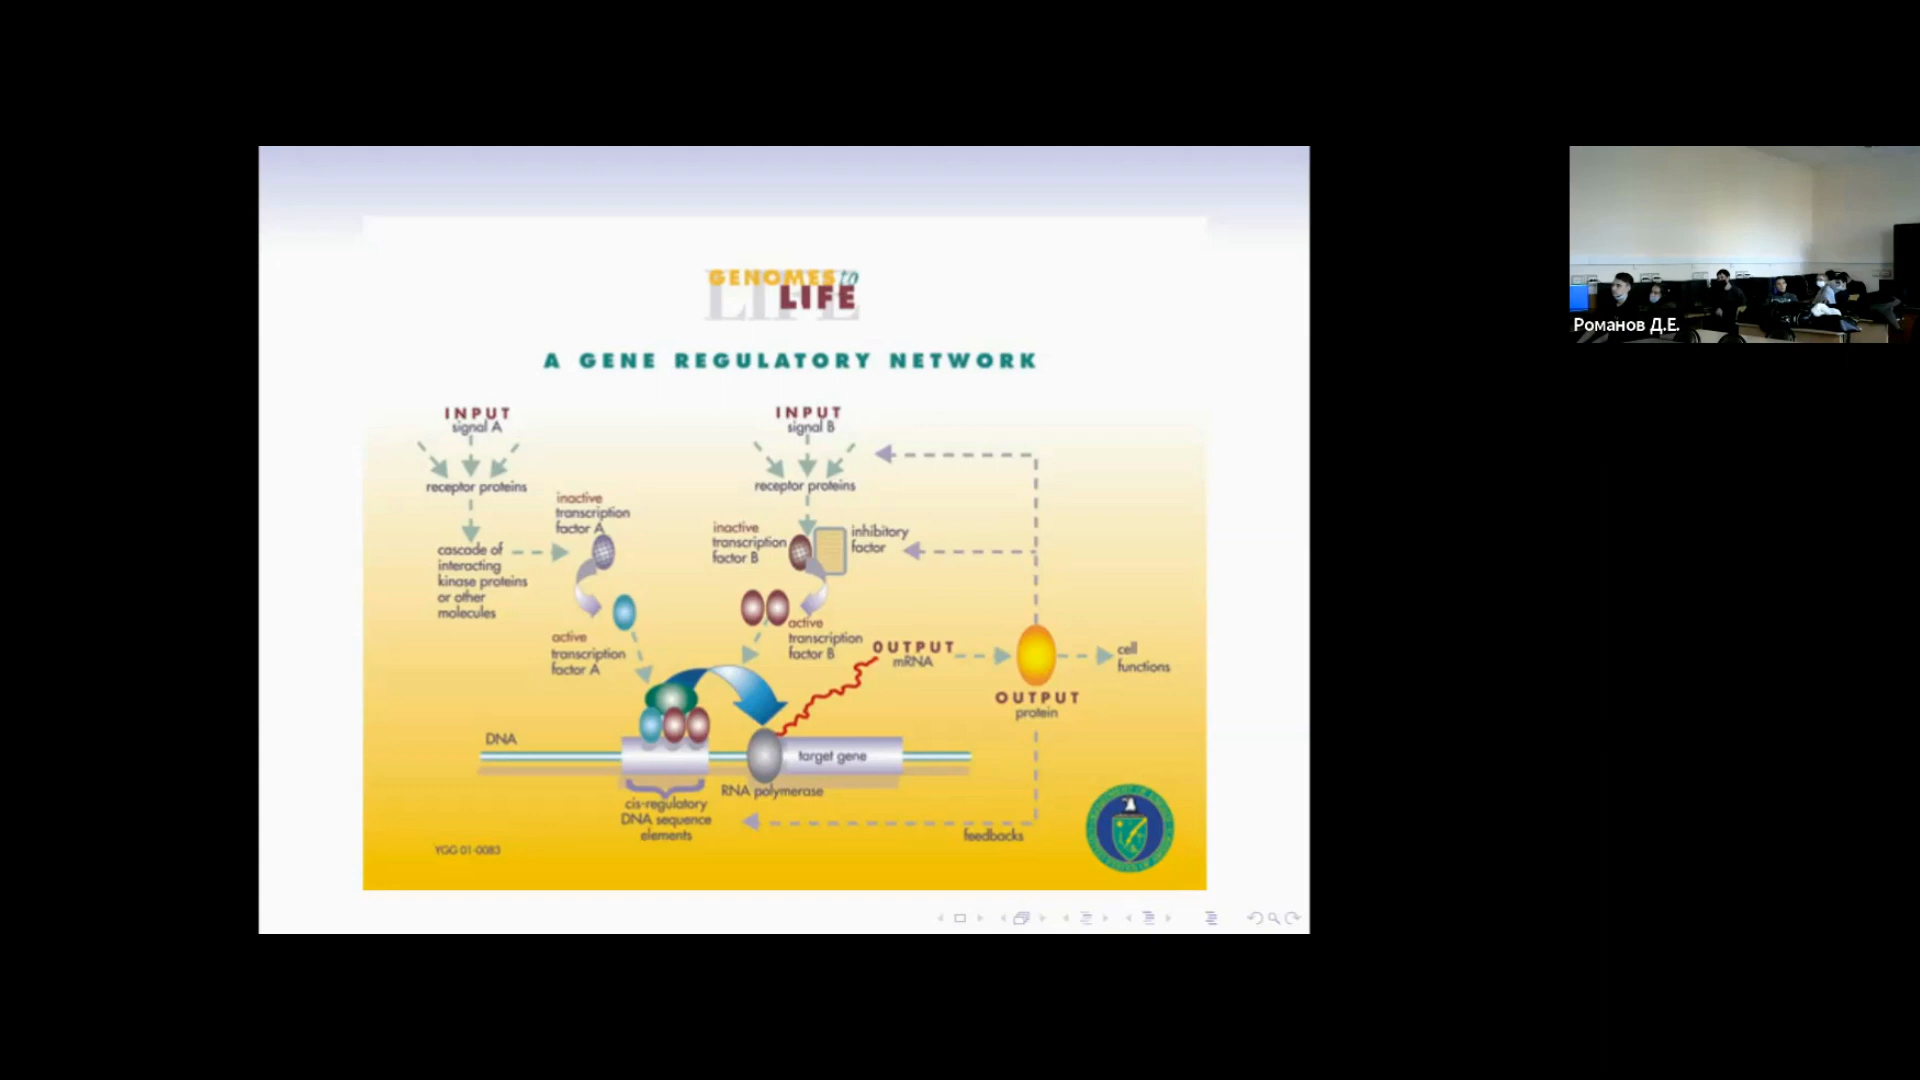 GENOMES to
LIFE
A GENE REGULATORY NETWORK
INPUT
signal A
receptor proteins
cascade of
interacting
kinase proteins
or other
molecules
inactive
transcription
factor A
active
transcription
factor A
INPUT
signal B
receptor proteins
inactive
transcription
factor B
inhibitory
factor
active
transcription
factor B
OUTPUT
mRNA
OUTPUT
protein
cell
functions
DNA
target gene
RNA polymerase
cis-regulatory
DNA sequence
elements
feedbacks
YGG 01-0083
Романов Д.Е.